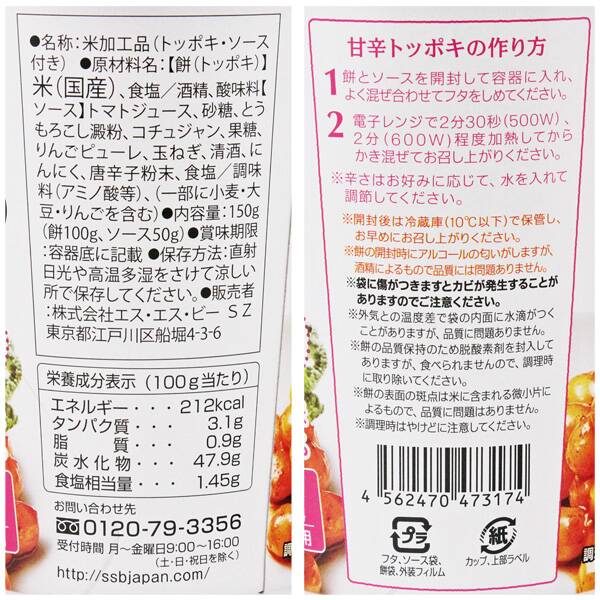 ●名称：米加工品（トッポキ・ソース
付き）●原材料名：【餅（トッポキ）】
米（国産）、食塩／酒精、酸味料【
ソース】トマトジュース、砂糖、とう
もろこし澱粉、コチュジャン、果糖、
りんごピューレ、玉ねぎ、清酒、に
んにく、唐辛子粉末、食塩／調味
料（アミノ酸等）、（一部に小麦・大
豆・りんごを含む）●内容量：150g
（餅100g、ソース50g）●賞味期限
：容器底に記載 ●保存方法：直射
日光や高温多湿をさけて涼しい
所で保存してください。●販売者
：株式会社エス・エス・ビー S Z
東京都江戸川区船堀4-3-6
栄養成分表示（100g当たり）
エネルギー・・・212kcal
タンパク質・・・・3.1g
脂　　質・・・・0.9g
炭水化物・・・・47.9g
食塩相当量・・・1.45g
お問い合わせ先
0120-79-3356
受付時間 月〜金曜日9:00〜16:00
（土・日・祝日を除く）
http://ssbjapan.com/
甘辛トッポキの作り方
1 餅とソースを開封して容器に入れ、
よく混ぜ合わせてフタをしめてください。
2 電子レンジで2分30秒（500W）、
2分（600W）程度加熱してから
かき混ぜてお召し上がりください。
※辛さはお好みに応じて、水を入れて
調節してください。
※開封後は冷蔵庫（10℃以下）で保管し、
お早めにお召し上がりください。
※餅の開封時にアルコールの匂いがしますが、
酒精によるもので品質には問題ありません。
※袋に傷がつきますとカビが発生することが
ありますのでご注意ください。
※外気との温度差で袋の内面に水滴がつく
ことがありますが、品質に問題ありません。
※餅の品質保持のため脱酸素剤を封入して
ありますが、食べられませんので、調理時
に取り除いてください。
※餅の表面の斑点は米に含まれる微小片に
よるもので、品質に問題はありません。
※調理時はやけどに注意してください。
4 562470 473174
プラ
フタ、ソース袋、
餅袋、外装フィルム
紙
カップ、上部ラベル